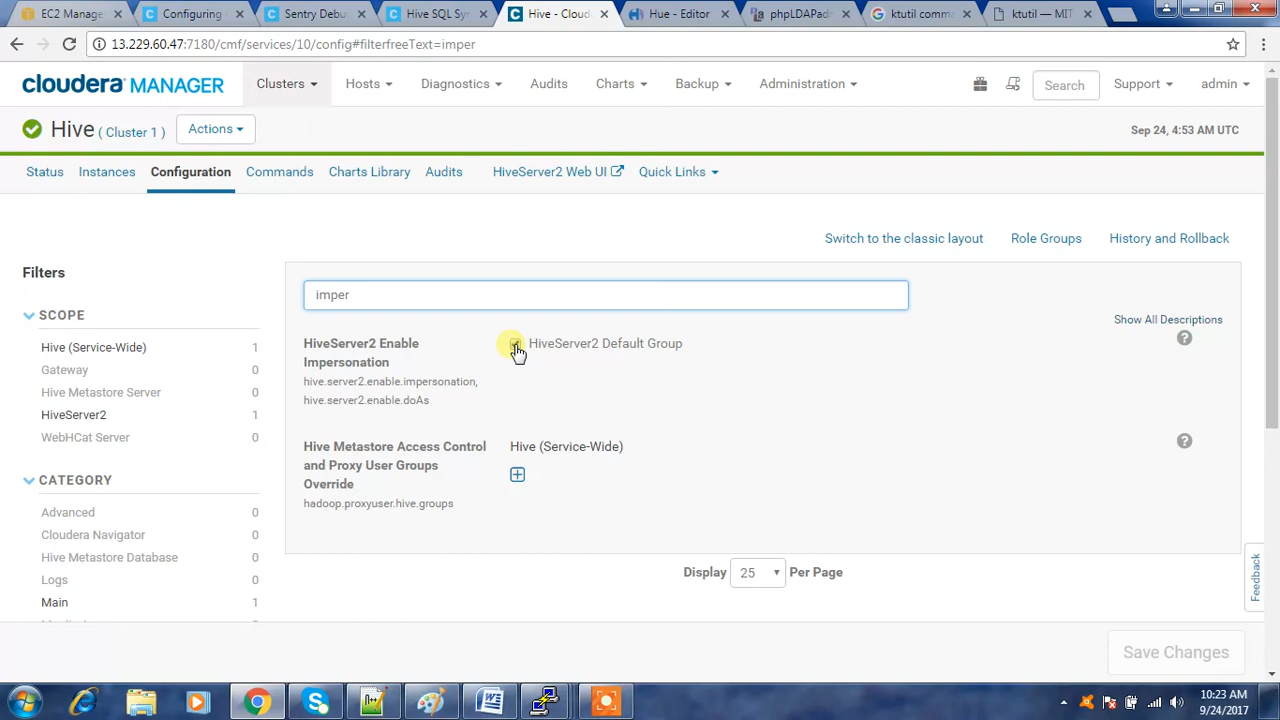 EC2 Manage
Configuring
Sentry Debu
Hive SQL Syn
Hive - Cloud
Hue - Editor
phpLDAPadm
ktutil comma
ktutil — MIT
13.229.60.47:7180/cmf/services/10/config#filterfreeText=imper
cloudera MANAGER
Clusters
Hosts
Diagnostics
Audits
Charts
Backup
Administration
Search
Support
admin
Hive ( Cluster 1 )
Actions
Sep 24, 4:53 AM UTC
Status
Instances
Configuration
Commands
Charts Library
Audits
HiveServer2 Web UI
Quick Links
Switch to the classic layout
Role Groups
History and Rollback
Filters
SCOPE
Hive (Service-Wide) 1
Gateway 0
Hive Metastore Server 0
HiveServer2 1
WebHCat Server 0
CATEGORY
Advanced 0
Cloudera Navigator 0
Hive Metastore Database 0
Logs 0
Main 1
imper
Show All Descriptions
HiveServer2 Enable
Impersonation
hive.server2.enable.impersonation,
hive.server2.enable.doAs
HiveServer2 Default Group
?
Hive Metastore Access Control
and Proxy User Groups
Override
hadoop.proxyuser.hive.groups
Hive (Service-Wide)
?
Display 25 Per Page
Feedback
Save Changes
10:23 AM
9/24/2017